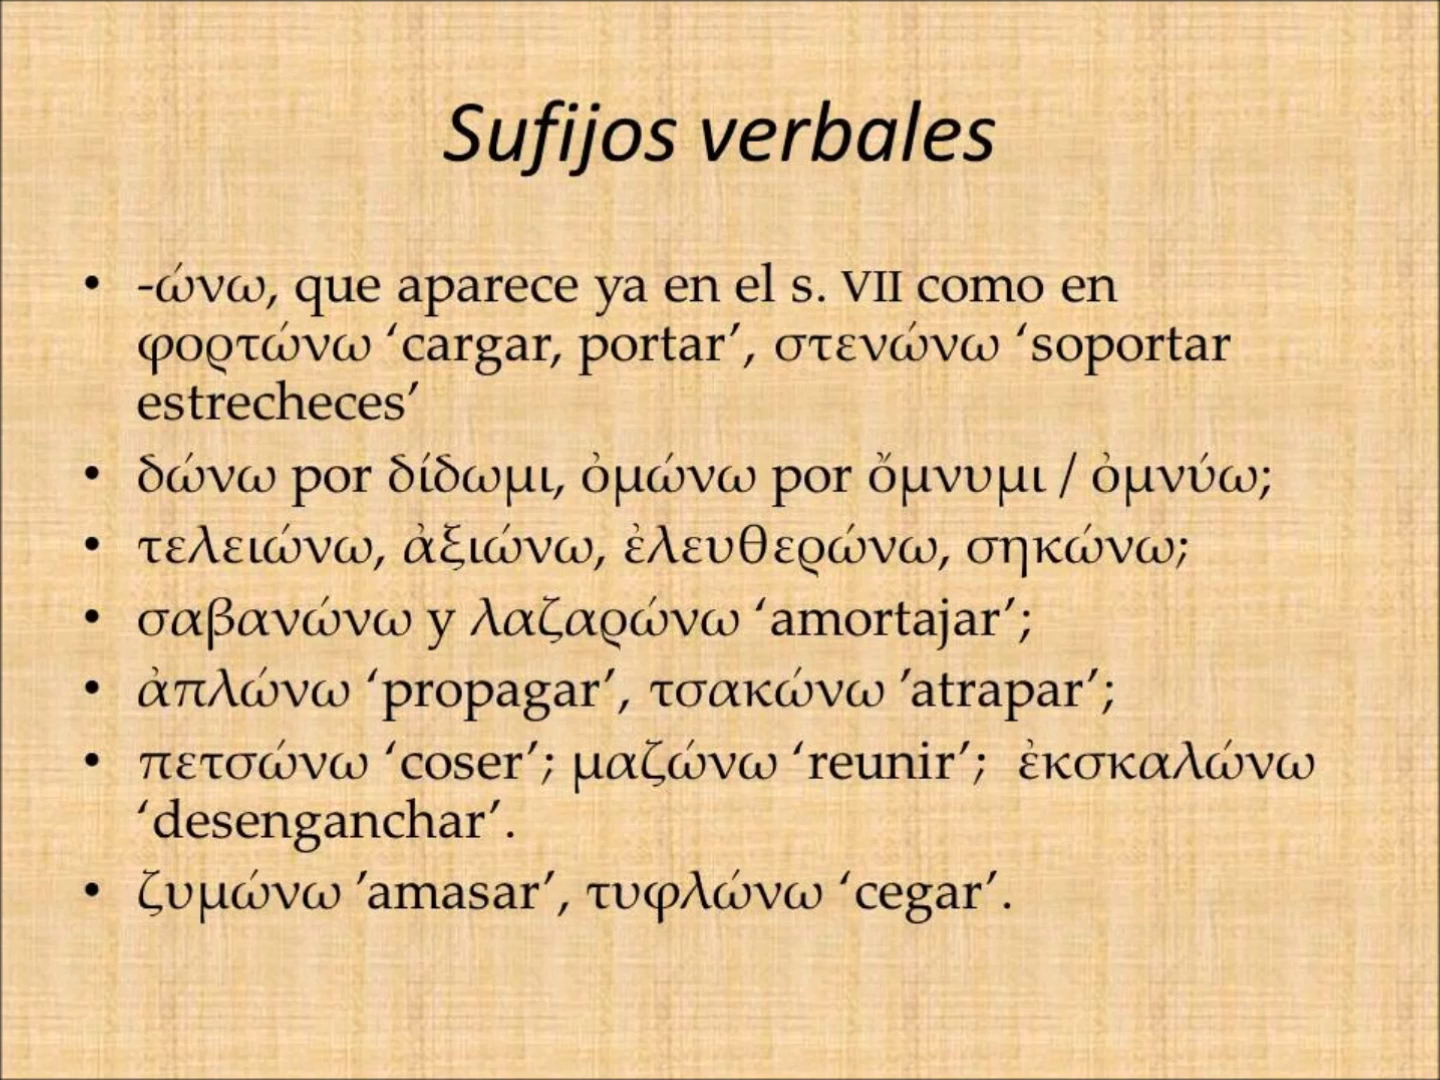 Sufijos verbales
• -ώνω, que aparece ya en el s. VII como en
φορτώνω ‘cargar, portar’, στενώνω ‘soportar
estrecheces’
• δώνω por δίδωμι, ὀμώνω por ὄμνυμι / ὀμνύω;
• τελειώνω, ἀξιώνω, ἐλευθερώνω, σηκώνω;
• σαβανώνω y λαζαρώνω ‘amortajar’;
• ἁπλώνω ‘propagar’, τσακώνω ’atrapar’;
• πετσώνω ‘coser’; μαζώνω ‘reunir’; ἐκσκαλώνω
‘desenganchar’.
• ζυμώνω ’amasar’, τυφλώνω ‘cegar’.